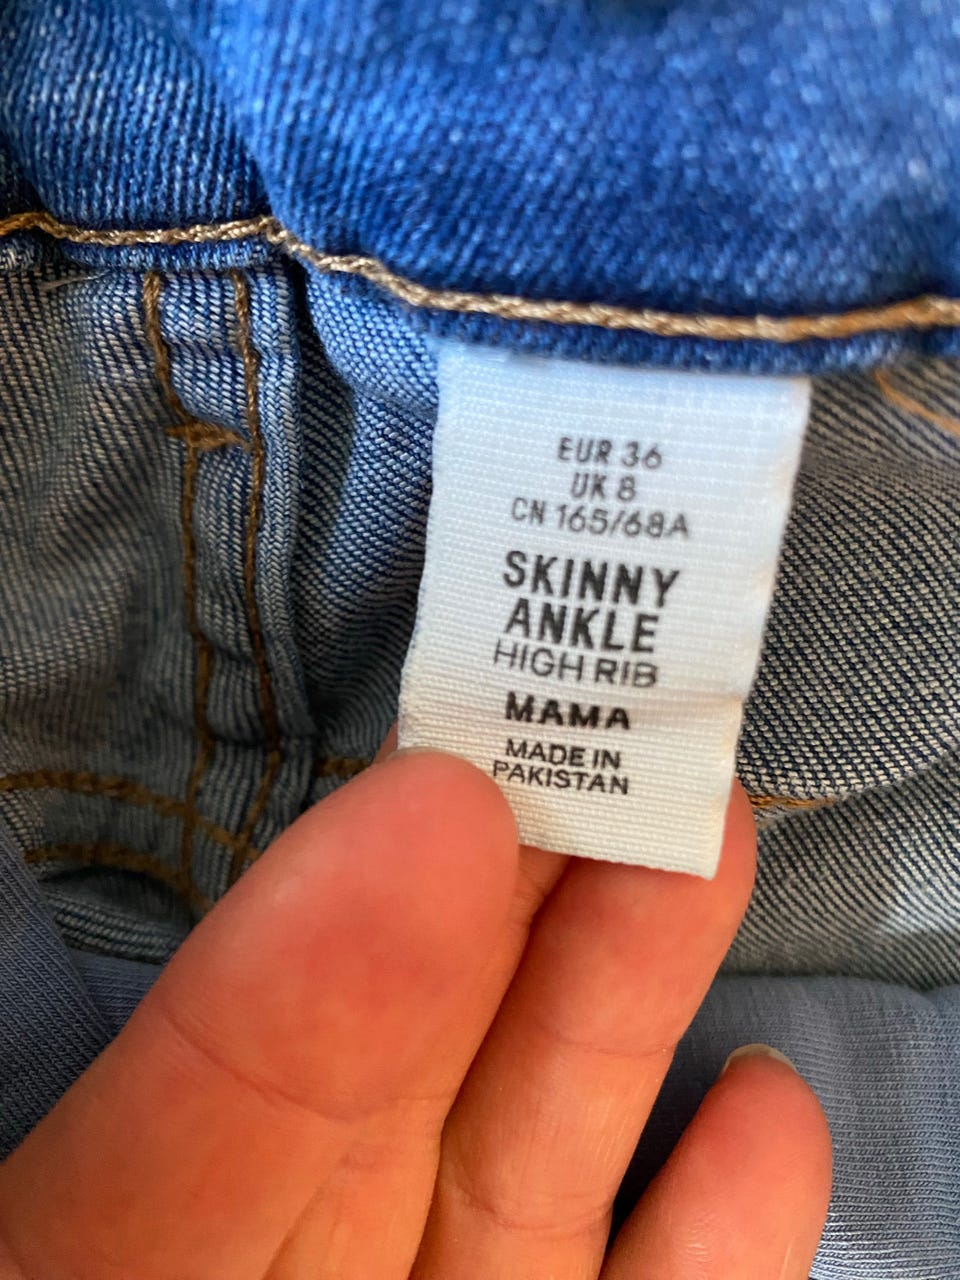 EUR 36
UK 8
CN 165/68A
SKINNY
ANKLE
HIGH RIB
MAMA
MADE IN
PAKISTAN